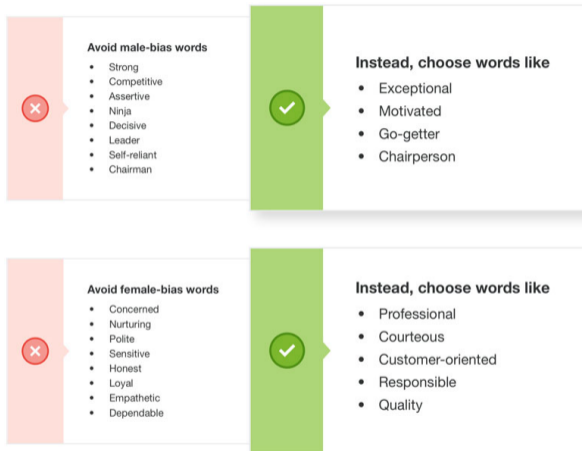 Avoid male-bias words
Strong
Competitive
Assertive
Ninja
Decisive
Leader
Self-reliant
Chairman
Instead, choose words like
Exceptional
Motivated
Go-getter
Chairperson
Avoid female-bias words
Concerned
Nurturing
Polite
Sensitive
Honest
Loyal
Empathetic
Dependable
Instead, choose words like
Professional
Courteous
Customer-oriented
Responsible
Quality